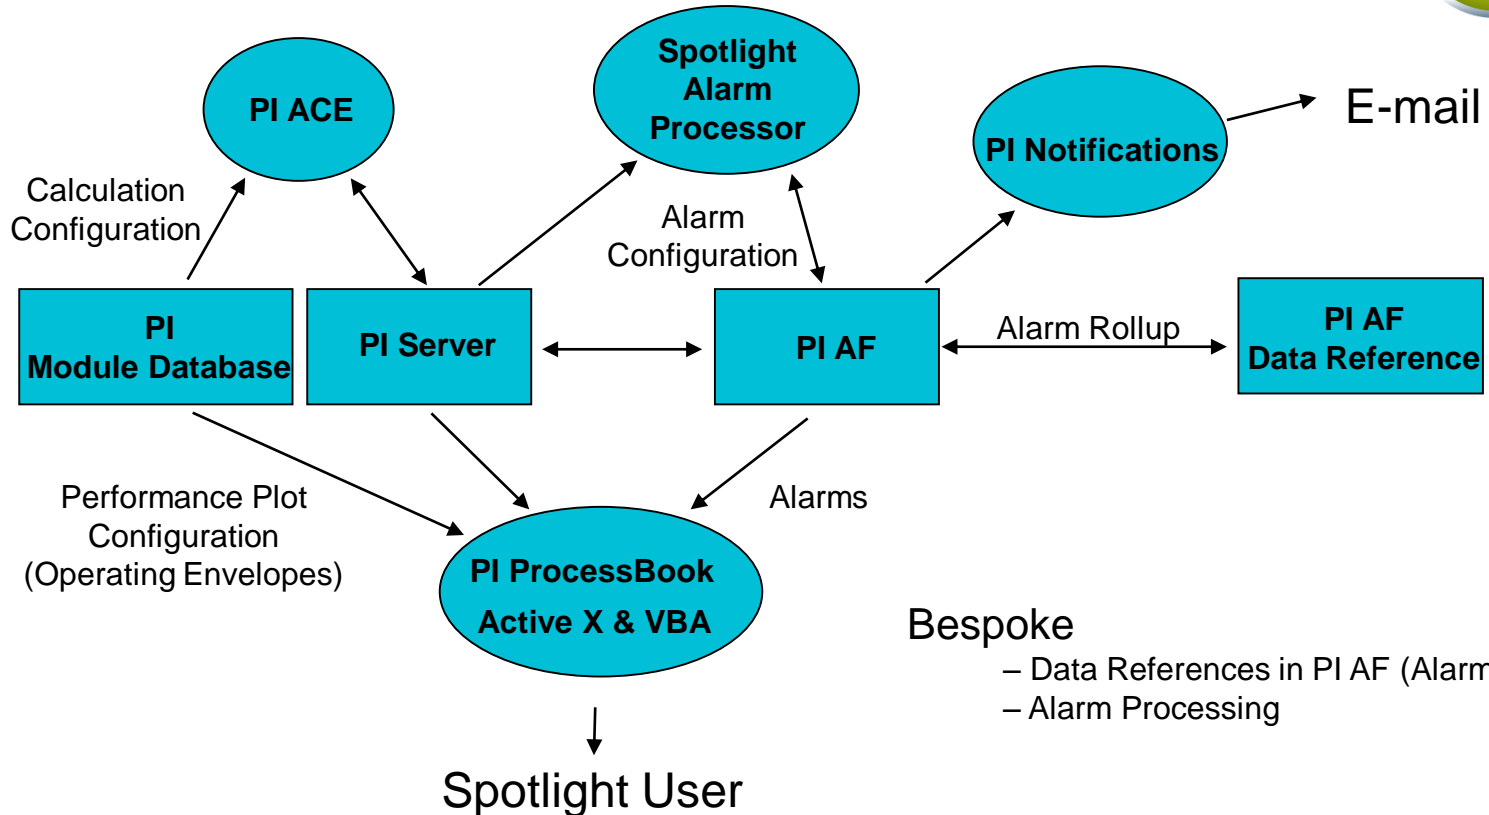 PI ACE
Spotlight
Alarm
Processor
PI Notifications
E-mail
Calculation
Configuration
Alarm
Configuration
PI
Module Database
PI Server
PI AF
Alarm Rollup
PI AF
Data Reference
Performance Plot
Configuration
(Operating Envelopes)
Alarms
PI ProcessBook
Active X & VBA
Bespoke
– Data References in PI AF (Alarm
– Alarm Processing
Spotlight User